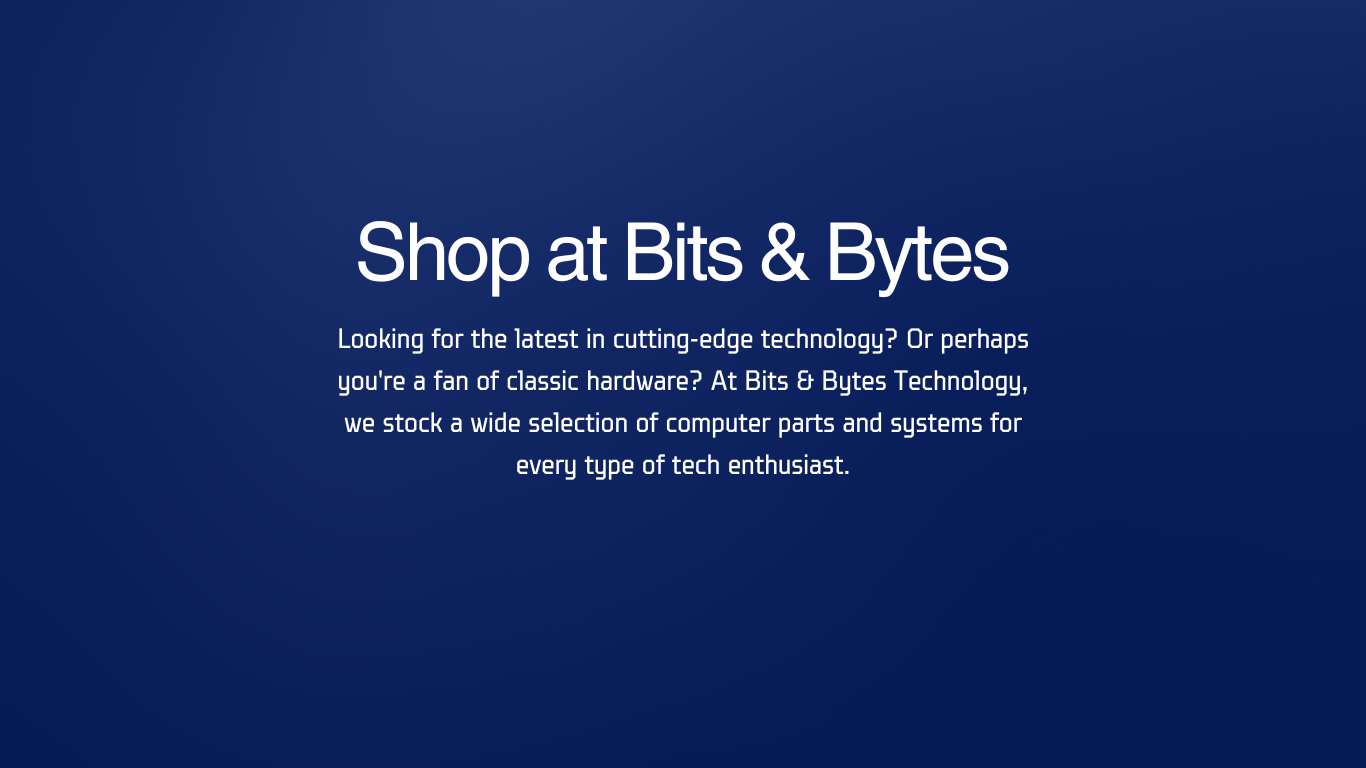 Shop at Bits & Bytes
Looking for the latest in cutting-edge technology? Or perhaps
you're a fan of classic hardware? At Bits & Bytes Technology,
we stock a wide selection of computer parts and systems for
every type of tech enthusiast.